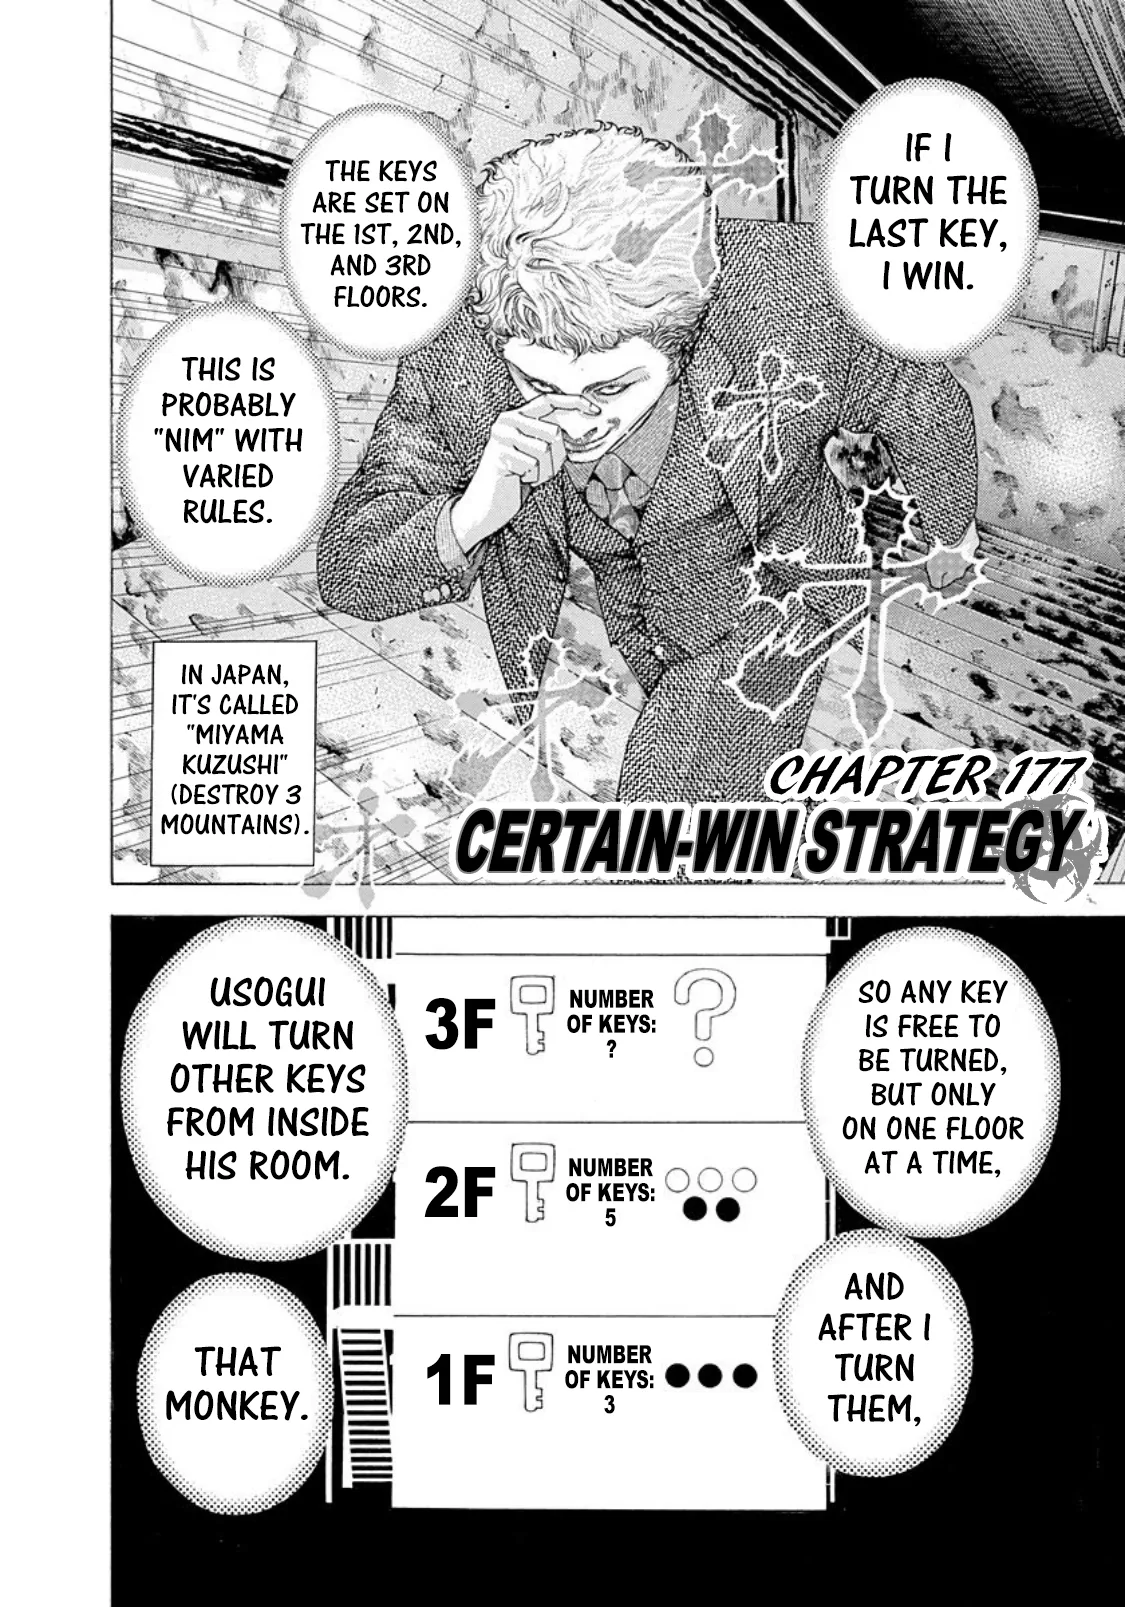 IF I
TURN THE
LAST KEY,
I WIN.
THE KEYS
ARE SET ON
THE 1ST, 2ND,
AND 3RD
FLOORS.
THIS IS
PROBABLY
"NIM" WITH
VARIED
RULES.
IN JAPAN,
IT'S CALLED
"MIYAMA
KUZUSHI"
(DESTROY 3
MOUNTAINS).
CHAPTER 177
CERTAIN-WIN STRATEGY
SO ANY KEY
IS FREE TO
BE TURNED,
BUT ONLY
ON ONE FLOOR
AT A TIME,
AND
AFTER I
TURN
THEM,
3F
NUMBER
OF KEYS:
?
?
2F
NUMBER
OF KEYS:
5
1F
NUMBER
OF KEYS:
3
USOGUI
WILL TURN
OTHER KEYS
FROM INSIDE
HIS ROOM.
THAT
MONKEY.